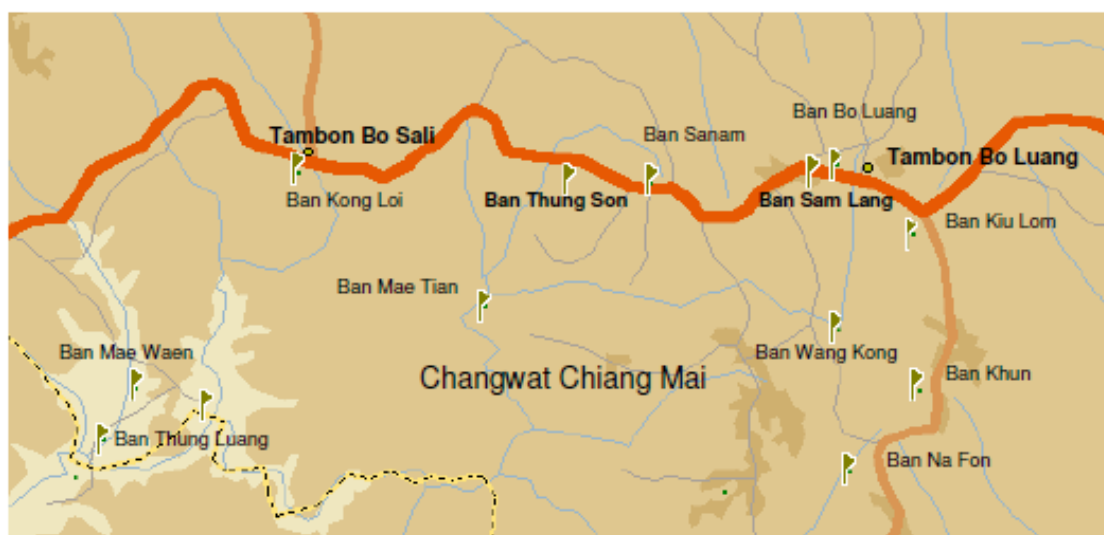 Ban Bo Luang
Tambon Bo Sali
Ban Sanam
Tambon Bo Luang
Ban Kong Loi
Ban Thung Son
Ban Sam Lang
Ban Kiu Lom
Ban Mae Tian
Ban Mae Waen
Ban Wang Kong
Changwat Chiang Mai
Ban Khun
Ban Thung Luang
Ban Na Fon